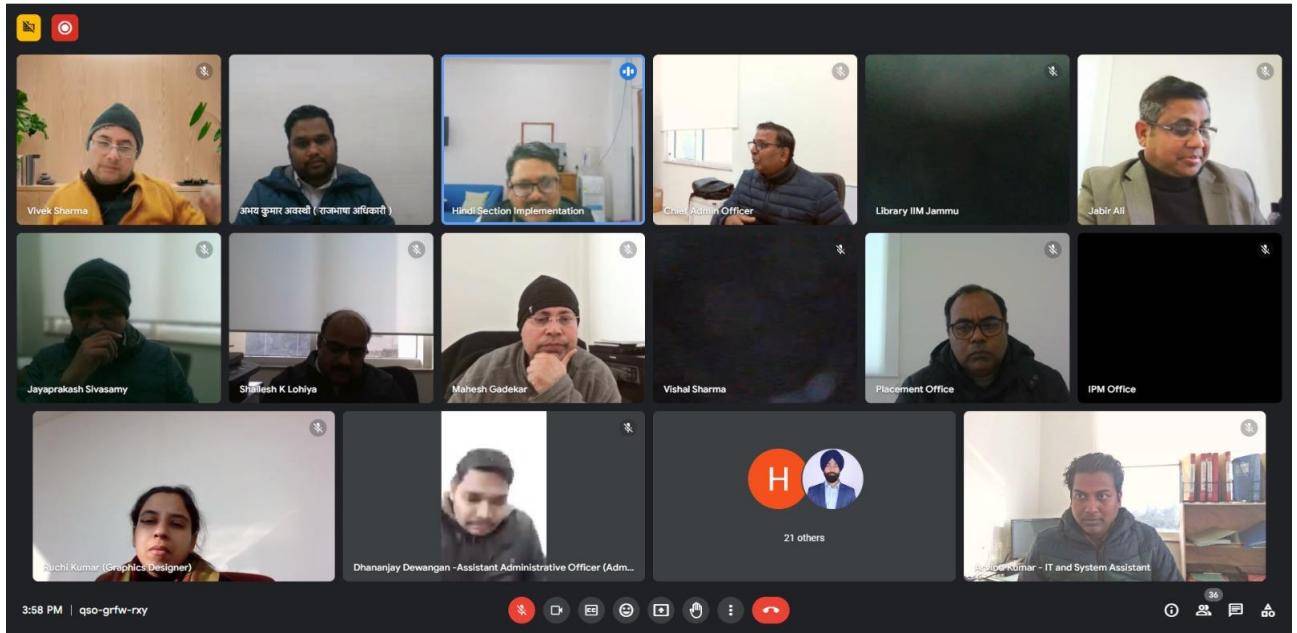 Vivek Sharma
अभय कुमार अवस्थी ( राजभाषा अधिकारी )
Hindi Section Implementation
Chief Admin Officer
Library IIM Jammu
Jabir Ali
Jayaprakash Sivasamy
Shailesh K Lohiya
Mahesh Gadekar
Vishal Sharma
Placement Office
IPM Office
Ruchi Kumar (Graphics Designer)
Dhananjay Dewangan -Assistant Administrative Officer (Adm...
H
21 others
Arvind Kumar - IT and System Assistant
36
3:58 PM | qso-grfw-rxy
CC